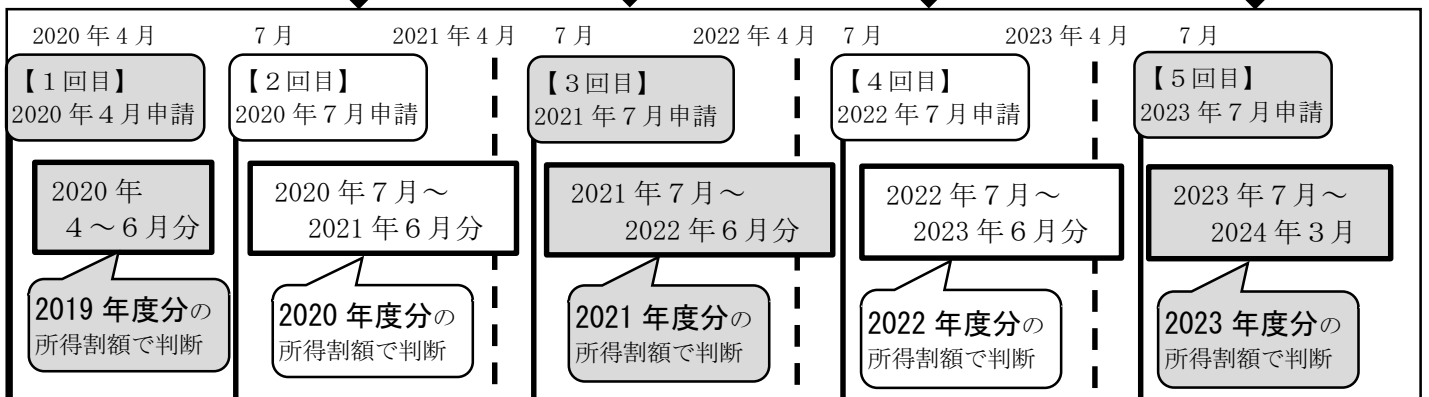 2020年4月 7月 2021年4月 7月 2022年4月 7月 2023年4月 7月
【1回目】
2020年4月申請
【2回目】
2020年7月申請
【3回目】
2021年7月申請
【4回目】
2022年7月申請
【5回目】
2023年7月申請
2020年
4～6月分
2020年7月～
2021年6月分
2021年7月～
2022年6月分
2022年7月～
2023年6月分
2023年7月～
2024年3月
2019年度分の
所得割額で判断
2020年度分の
所得割額で判断
2021年度分の
所得割額で判断
2022年度分の
所得割額で判断
2023年度分の
所得割額で判断